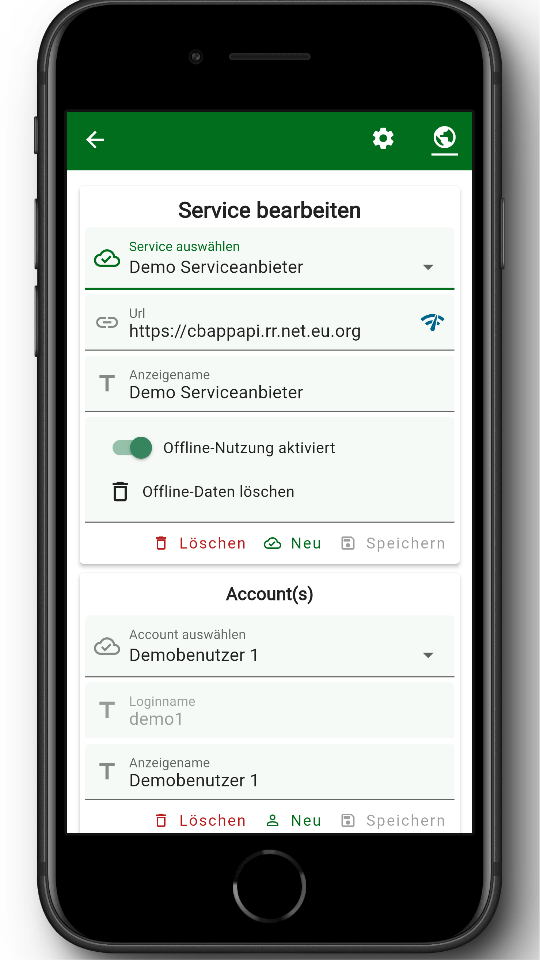 Service bearbeiten
Service auswählen
Demo Serviceanbieter
Url
https://cbappapi.rr.net.eu.org
Anzeigename
Demo Serviceanbieter
Offline-Nutzung aktiviert
Offline-Daten löschen
Löschen Neu Speichern
Account(s)
Account auswählen
Demobenutzer 1
Loginname
demo1
Anzeigename
Demobenutzer 1
Löschen Neu Speichern